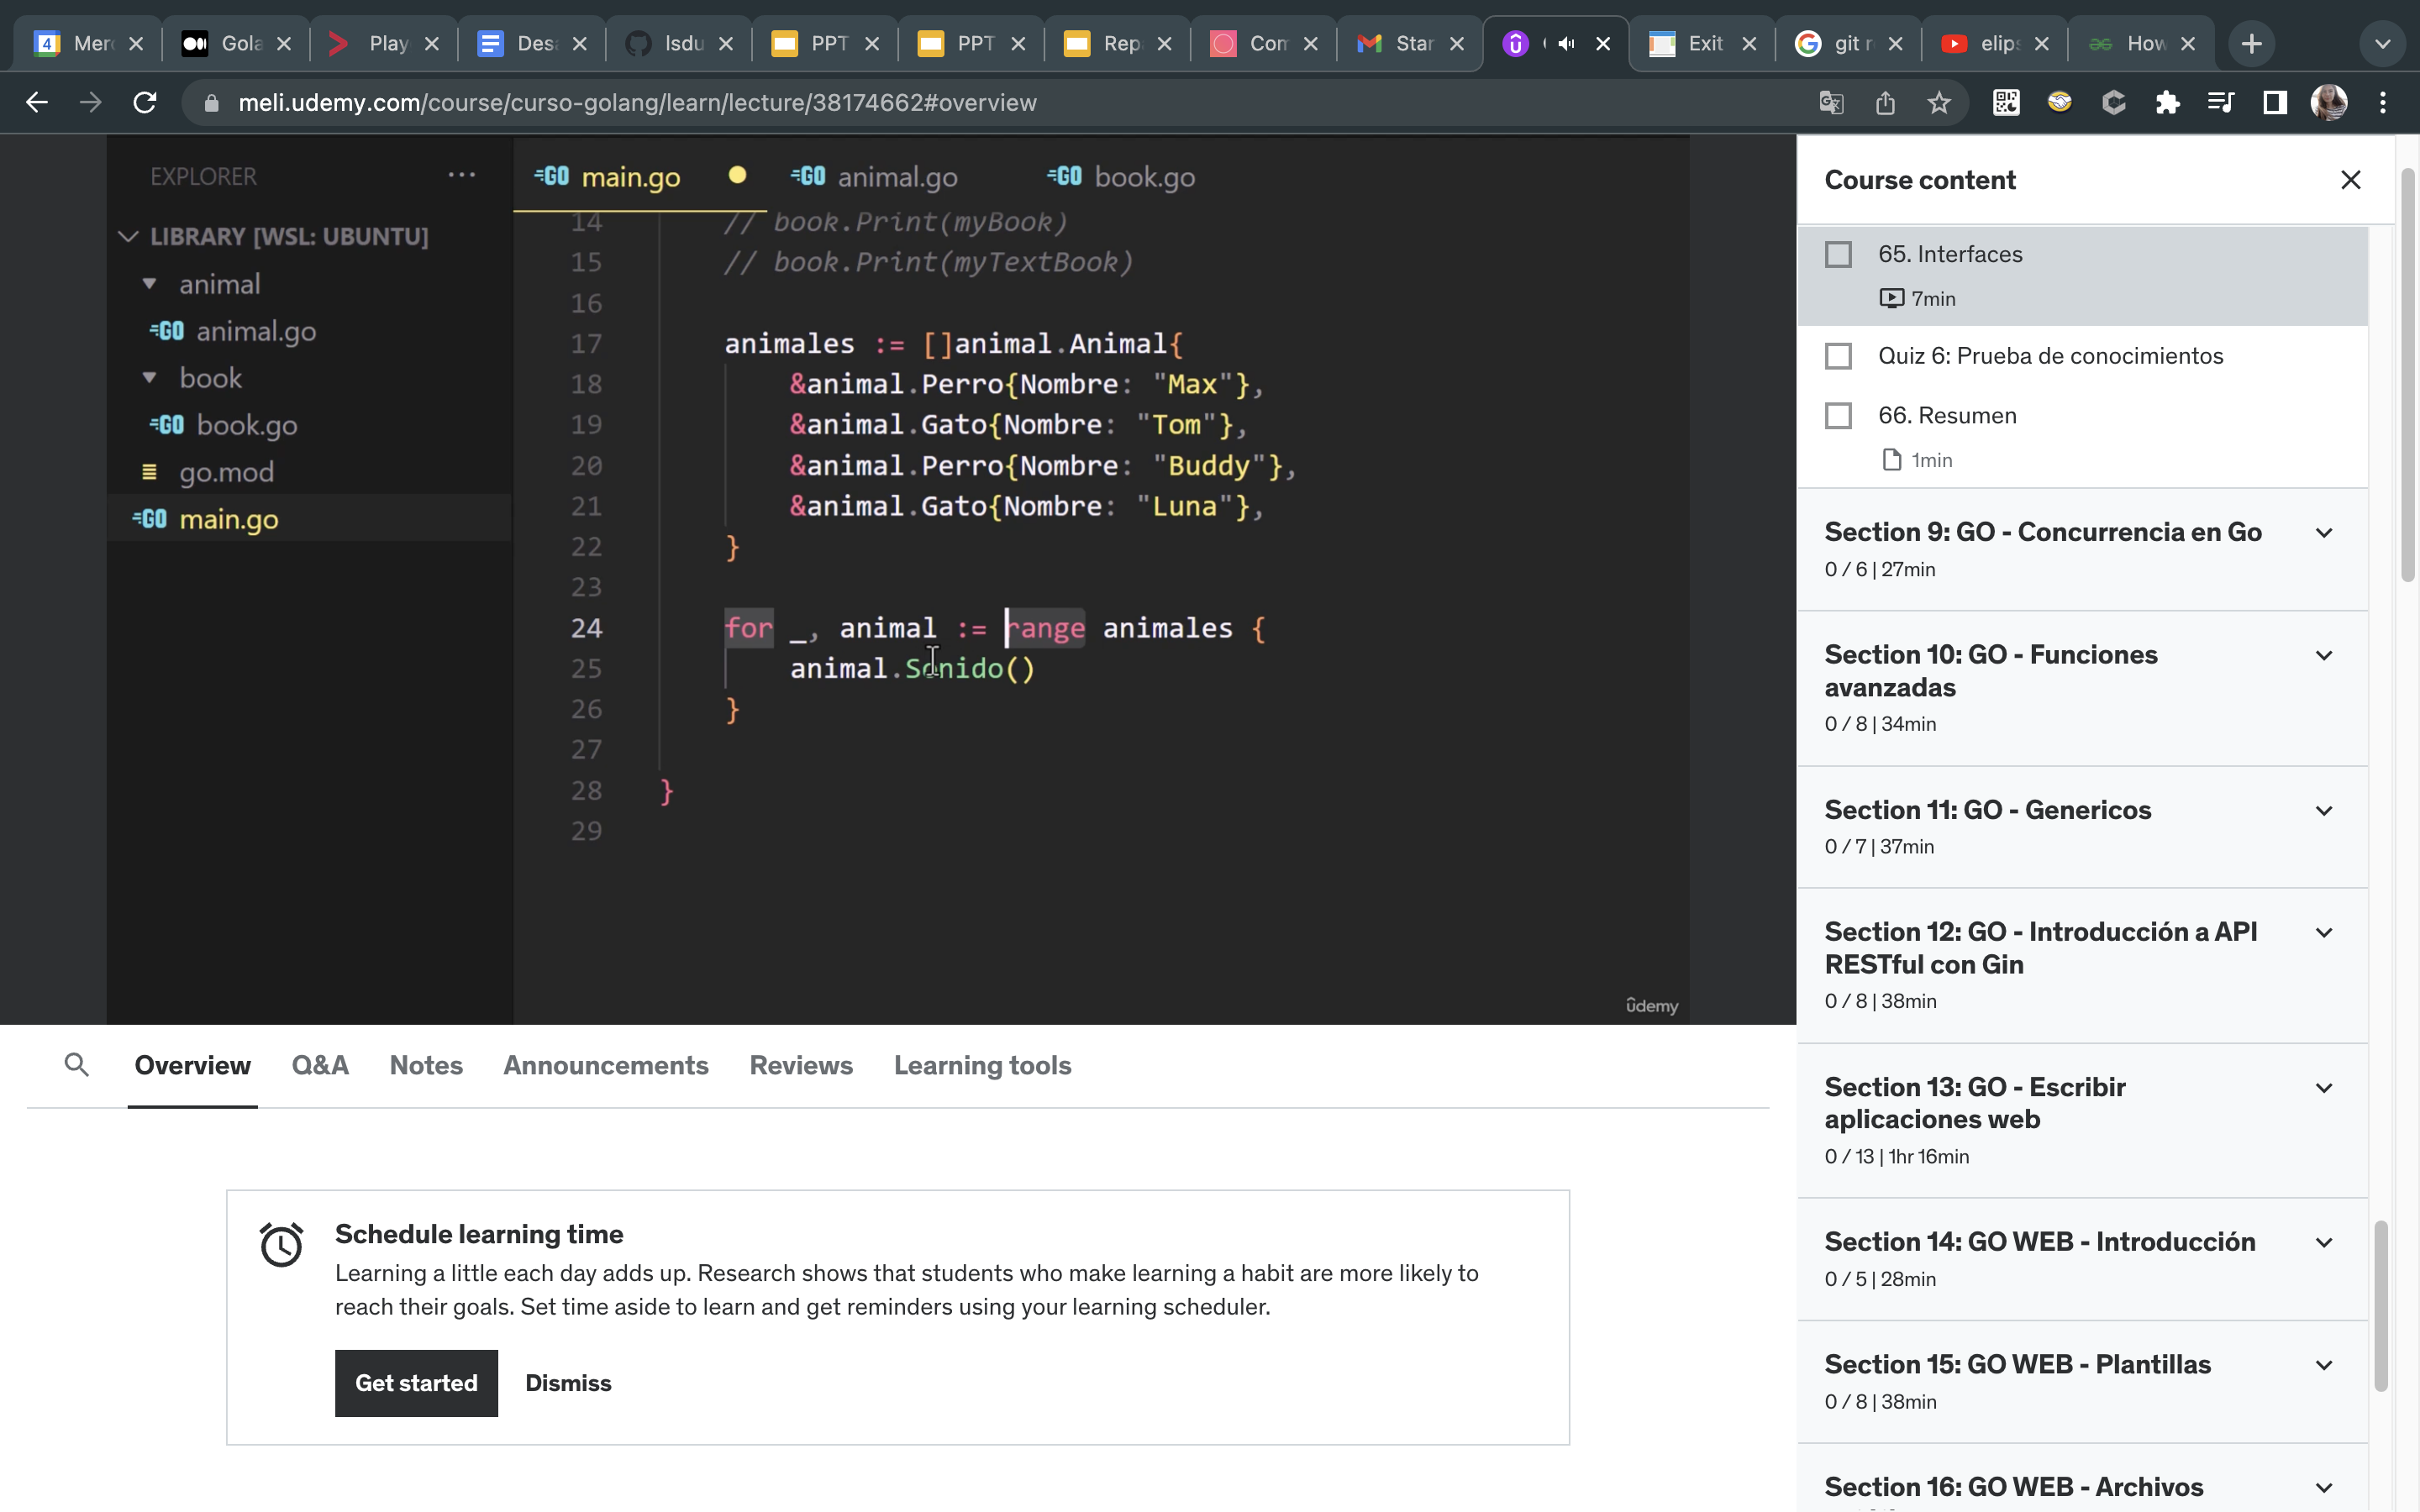 4 Mer Gola Play Des Isdu PPT PPT Rep Com Star Exit git r elips How
meli.udemy.com/course/curso-golang/learn/lecture/38174662#overview
EXPLORER ...
LIBRARY [WSL: UBUNTU]
animal
GO animal.go
book
GO book.go
go.mod
GO main.go
GO main.go GO animal.go GO book.go
14 // book.Print(myBook)
15 // book.Print(myTextBook)
16
17 animales := []animal.Animal{
18 &animal.Perro{Nombre: "Max"},
19 &animal.Gato{Nombre: "Tom"},
20 &animal.Perro{Nombre: "Buddy"},
21 &animal.Gato{Nombre: "Luna"},
22 }
23
24 for _, animal := range animales {
25 animal.Sonido()
26 }
27
28 }
29
udemy
Overview Q&A Notes Announcements Reviews Learning tools
Schedule learning time
Learning a little each day adds up. Research shows that students who make learning a habit are more likely to
reach their goals. Set time aside to learn and get reminders using your learning scheduler.
Get started Dismiss
Course content
65. Interfaces
7min
Quiz 6: Prueba de conocimientos
66. Resumen
1min
Section 9: GO - Concurrencia en Go
0 / 6 | 27min
Section 10: GO - Funciones
avanzadas
0 / 8 | 34min
Section 11: GO - Genericos
0 / 7 | 37min
Section 12: GO - Introducción a API
RESTful con Gin
0 / 8 | 38min
Section 13: GO - Escribir
aplicaciones web
0 / 13 | 1hr 16min
Section 14: GO WEB - Introducción
0 / 5 | 28min
Section 15: GO WEB - Plantillas
0 / 8 | 38min
Section 16: GO WEB - Archivos